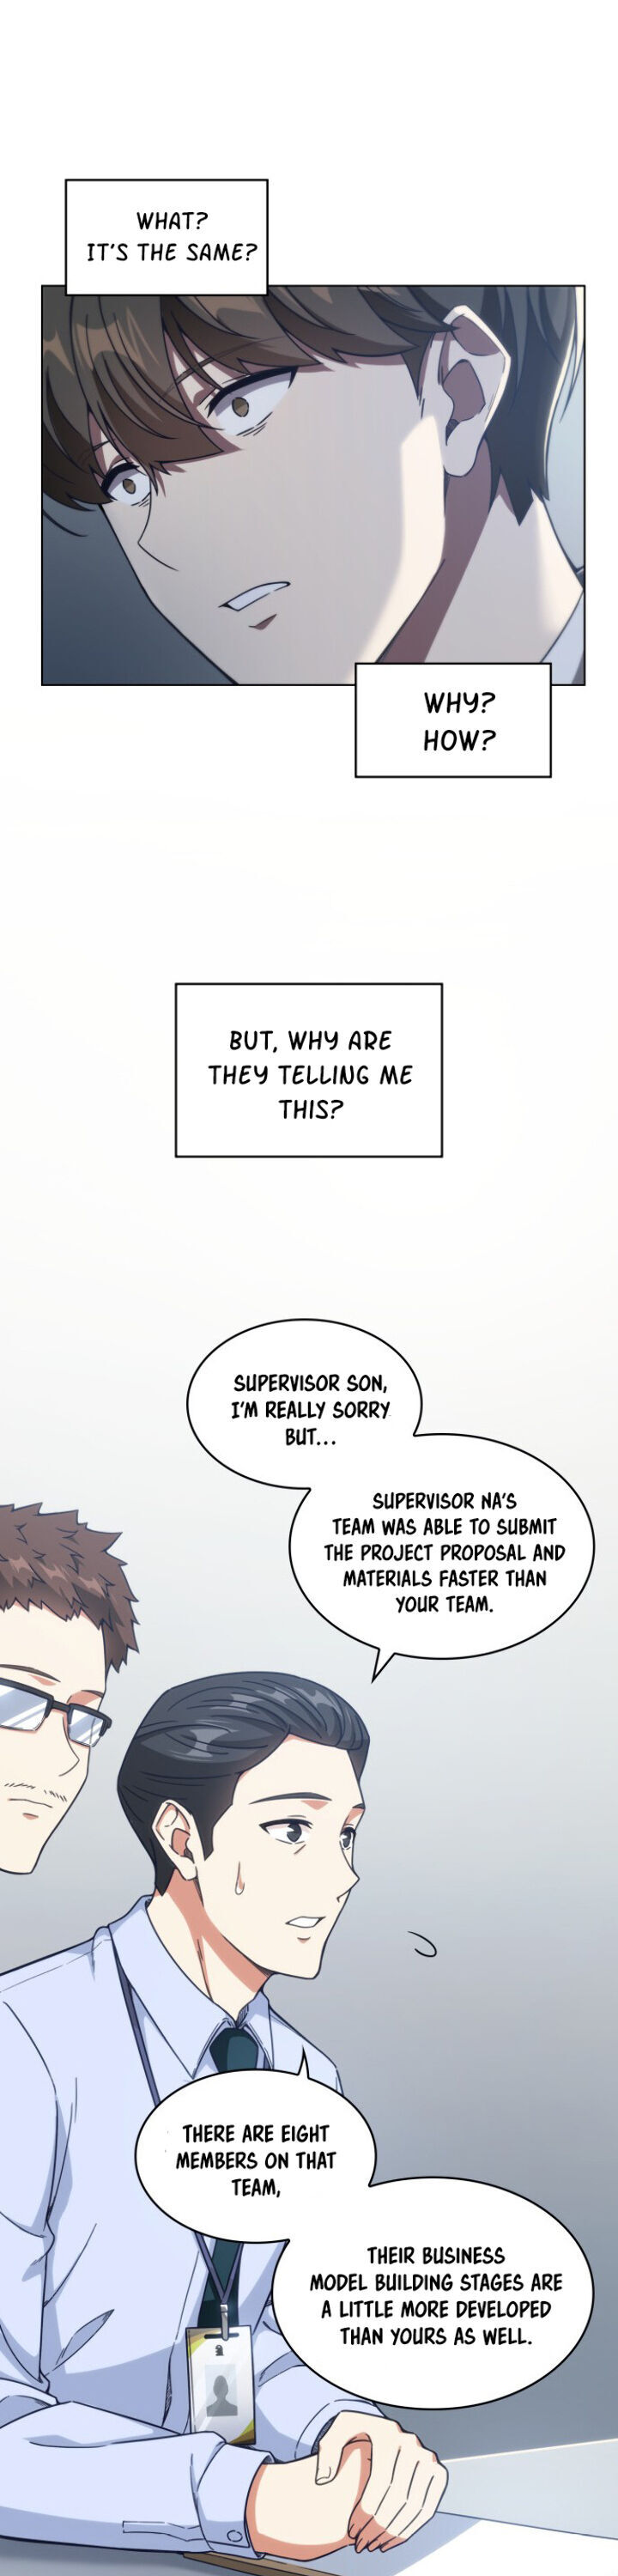 WHAT?
IT'S THE SAME?
WHY?
HOW?
BUT, WHY ARE
THEY TELLING ME
THIS?
SUPERVISOR SON,
I'M REALLY SORRY
BUT...
SUPERVISOR NA'S
TEAM WAS ABLE TO SUBMIT
THE PROJECT PROPOSAL AND
MATERIALS FASTER THAN
YOUR TEAM.
THERE ARE EIGHT
MEMBERS ON THAT
TEAM,
THEIR BUSINESS
MODEL BUILDING STAGES ARE
A LITTLE MORE DEVELOPED
THAN YOURS AS WELL.